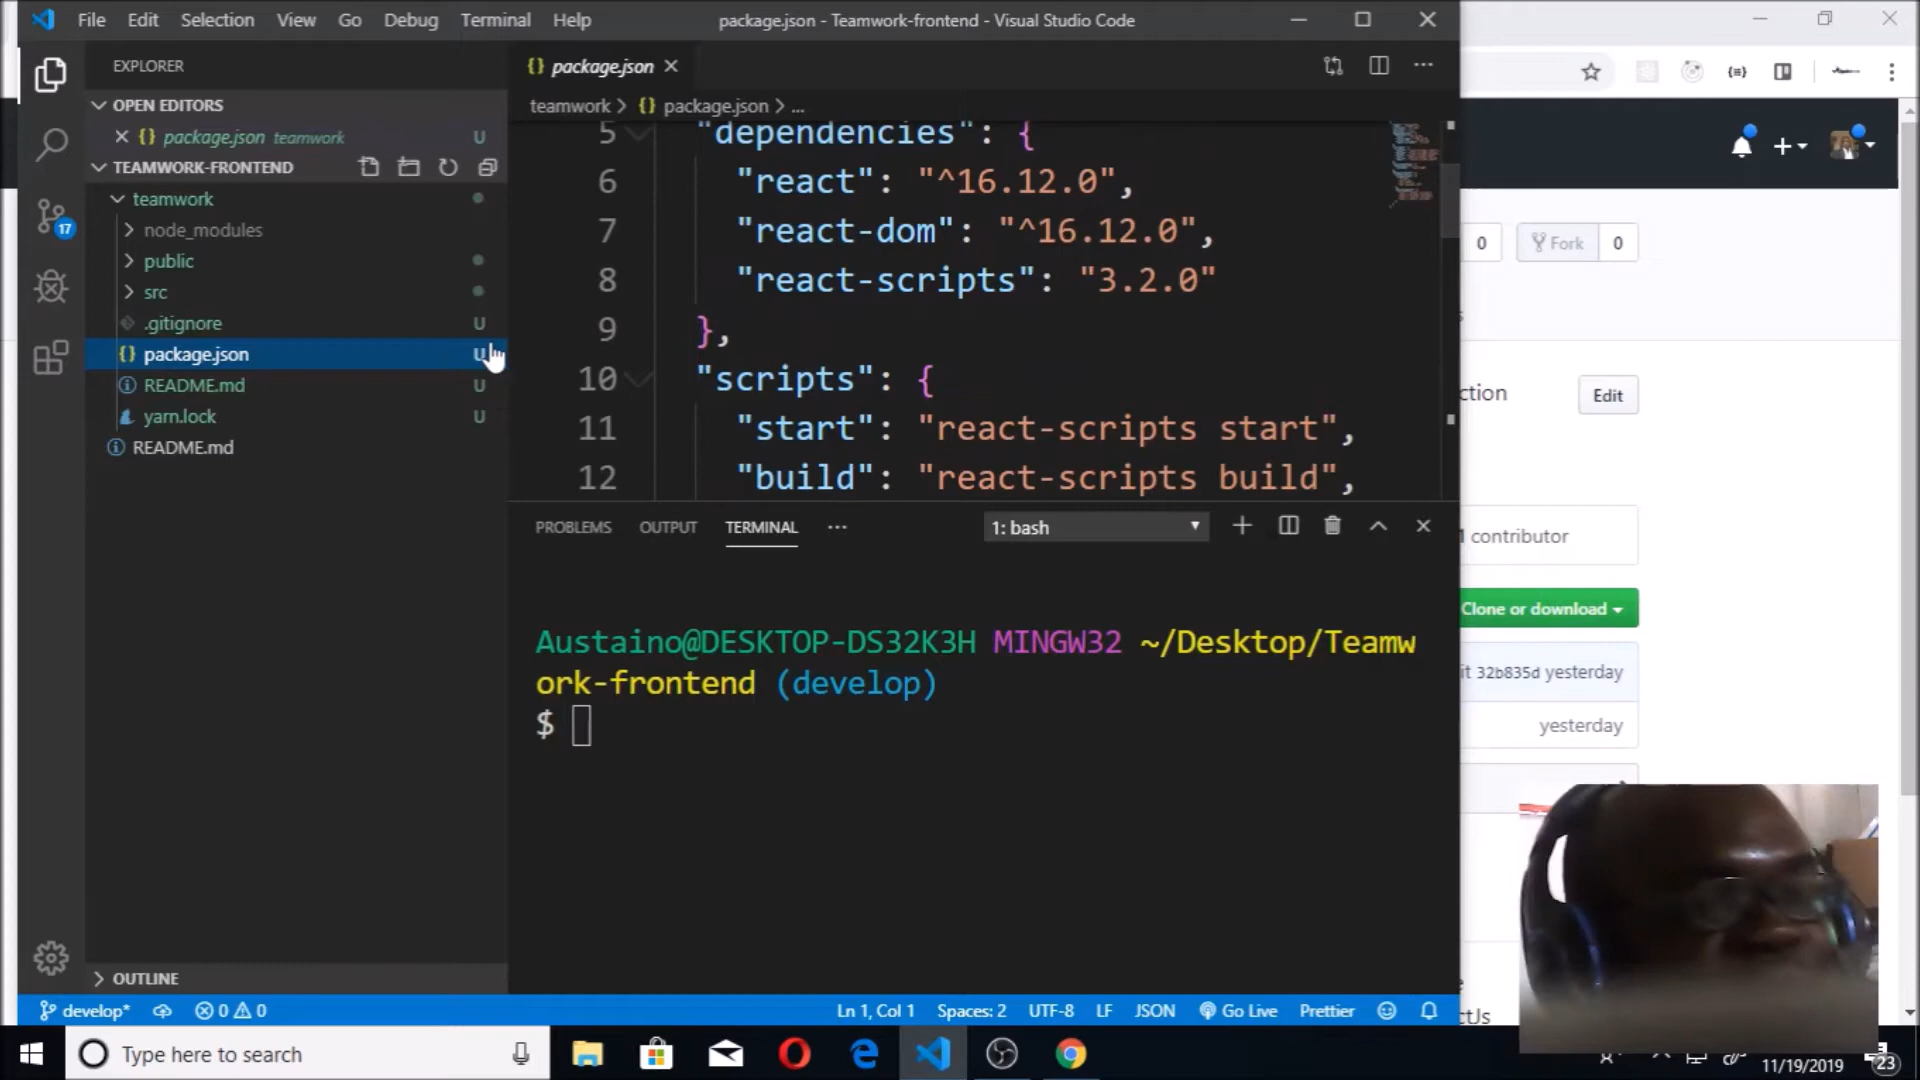 File Edit Selection View Go Debug Terminal Help
package.json - Teamwork-frontend - Visual Studio Code
EXPLORER
OPEN EDITORS
package.json teamwork U
TEAMWORK-FRONTEND
teamwork
node_modules
public
src
.gitignore U
package.json U
README.md U
yarn.lock U
README.md
17
OUTLINE
package.json
teamwork > {} package.json > ...
5 "dependencies": {
6 "react": "^16.12.0",
7 "react-dom": "^16.12.0",
8 "react-scripts": "3.2.0"
9 },
10 "scripts": {
11 "start": "react-scripts start",
12 "build": "react-scripts build",
PROBLEMS OUTPUT TERMINAL ... 1: bash
Austaino@DESKTOP-DS32K3H MINGW32 ~/Desktop/Teamw
ork-frontend (develop)
$
0 Fork 0
ction Edit
1 contributor
Clone or download
it 32b835d yesterday
yesterday
ctJs
develop* 0 0 Ln 1, Col 1 Spaces: 2 UTF-8 LF JSON Go Live Prettier
Type here to search
11/19/2019 23